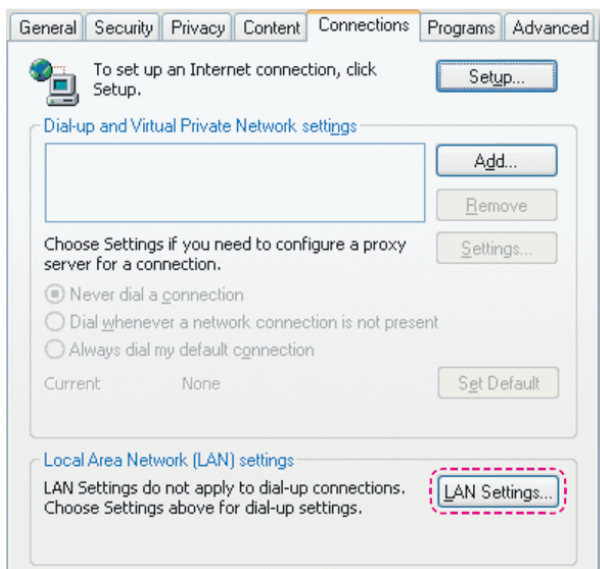 General Security Privacy Content Connections Programs Advanced
To set up an Internet connection, click
Setup.
Setup...
Dial-up and Virtual Private Network settings
Add...
Remove
Choose Settings if you need to configure a proxy
server for a connection.
Settings...
Never dial a connection
Dial whenever a network connection is not present
Always dial my default connection
Current None
Set Default
Local Area Network (LAN) settings
LAN Settings do not apply to dial-up connections.
Choose Settings above for dial-up settings.
LAN Settings...